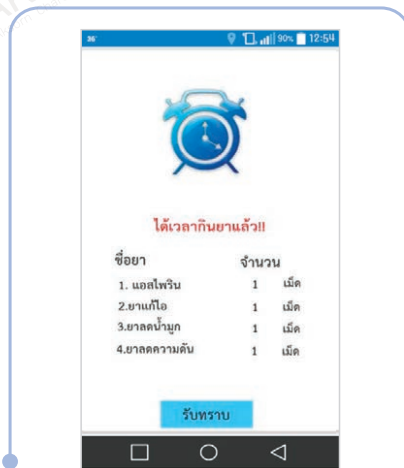 36° 90% 12:54
ได้เวลากินยาแล้ว!!
ชื่อยา จำนวน
1. แอสไพริน 1 เม็ด
2.ยาแก้ไอ 1 เม็ด
3.ยาลดน้ำมูก 1 เม็ด
4.ยาลดความดัน 1 เม็ด
รับทราบ